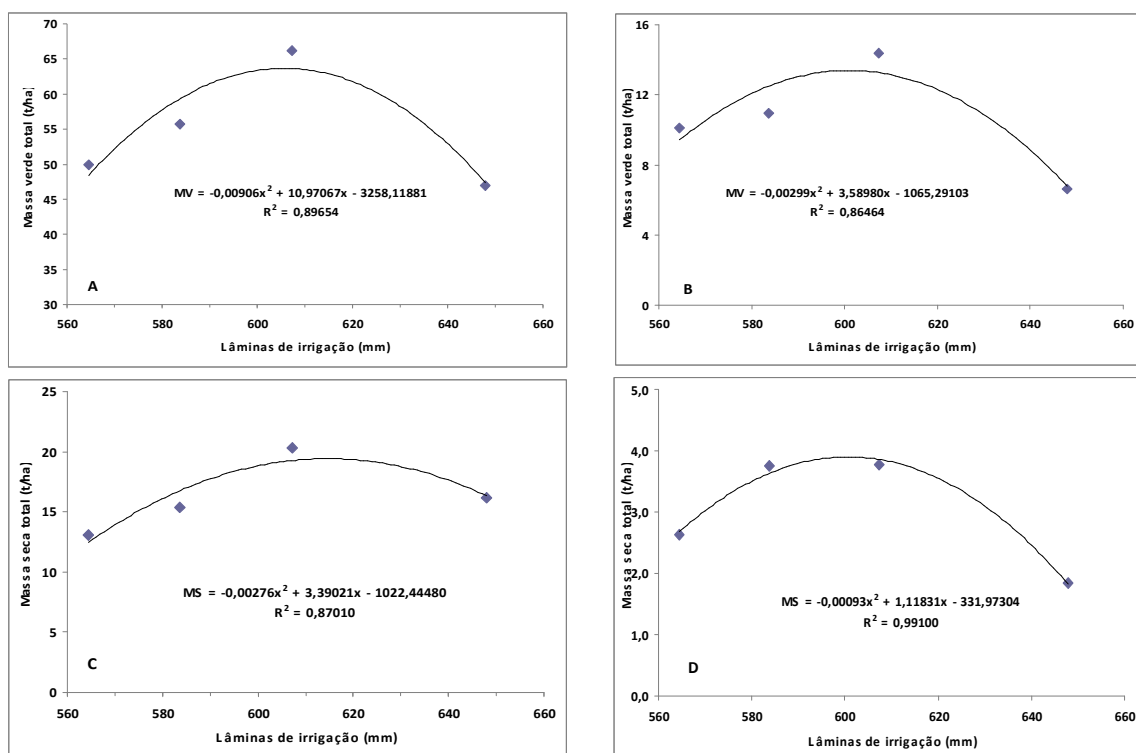 Massa verde total (t/ha)
70
65
60
55
50
45
40
35
30
MV = -0,00906x² + 10,97067x - 3258,11881
R² = 0,89654
A
560 580 600 620 640 660
Lâminas de irrigação (mm)
Massa verde total (t/ha)
16
12
8
4
0
MV = -0,00299x² + 3,58980x - 1065,29103
R² = 0,86464
B
560 580 600 620 640 660
Lâminas de irrigação (mm)
Massa seca total (t/ha)
25
20
15
10
5
0
MS = -0,00276x² + 3,39021x - 1022,44480
R² = 0,87010
C
560 580 600 620 640 660
Lâminas de irrigação (mm)
Massa seca total (t/ha)
5,0
4,0
3,0
2,0
1,0
0,0
MS = -0,00093x² + 1,11831x - 331,97304
R² = 0,99100
D
560 580 600 620 640 660
Lâminas de irrigação (mm)